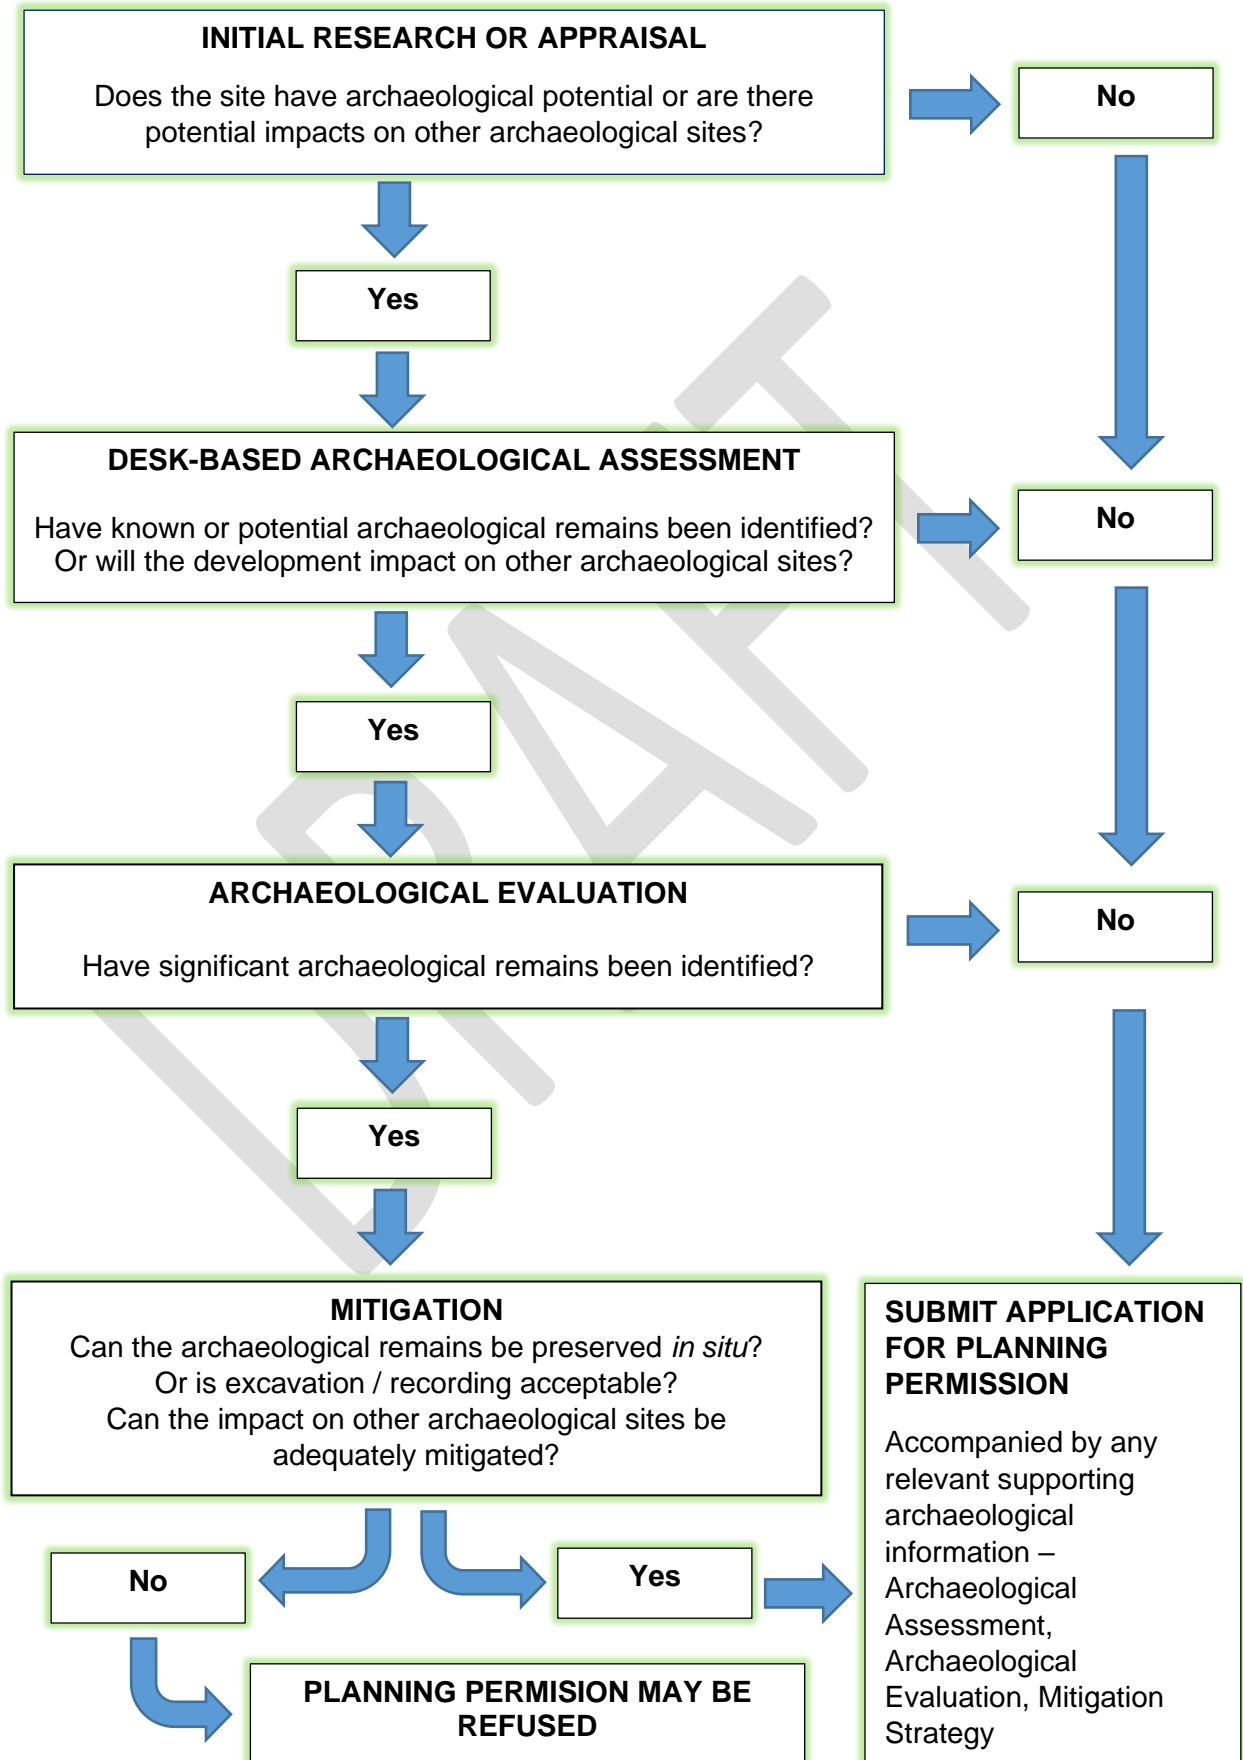 INITIAL RESEARCH OR APPRAISAL
Does the site have archaeological potential or are there
potential impacts on other archaeological sites?
No
Yes
DESK-BASED ARCHAEOLOGICAL ASSESSMENT
Have known or potential archaeological remains been identified?
Or will the development impact on other archaeological sites?
No
Yes
ARCHAEOLOGICAL EVALUATION
Have significant archaeological remains been identified?
No
Yes
MITIGATION
Can the archaeological remains be preserved in situ?
Or is excavation / recording acceptable?
Can the impact on other archaeological sites be
adequately mitigated?
No
Yes
PLANNING PERMISION MAY BE
REFUSED
SUBMIT APPLICATION
FOR PLANNING
PERMISSION
Accompanied by any
relevant supporting
archaeological
information –
Archaeological
Assessment,
Archaeological
Evaluation, Mitigation
Strategy
DRAFT